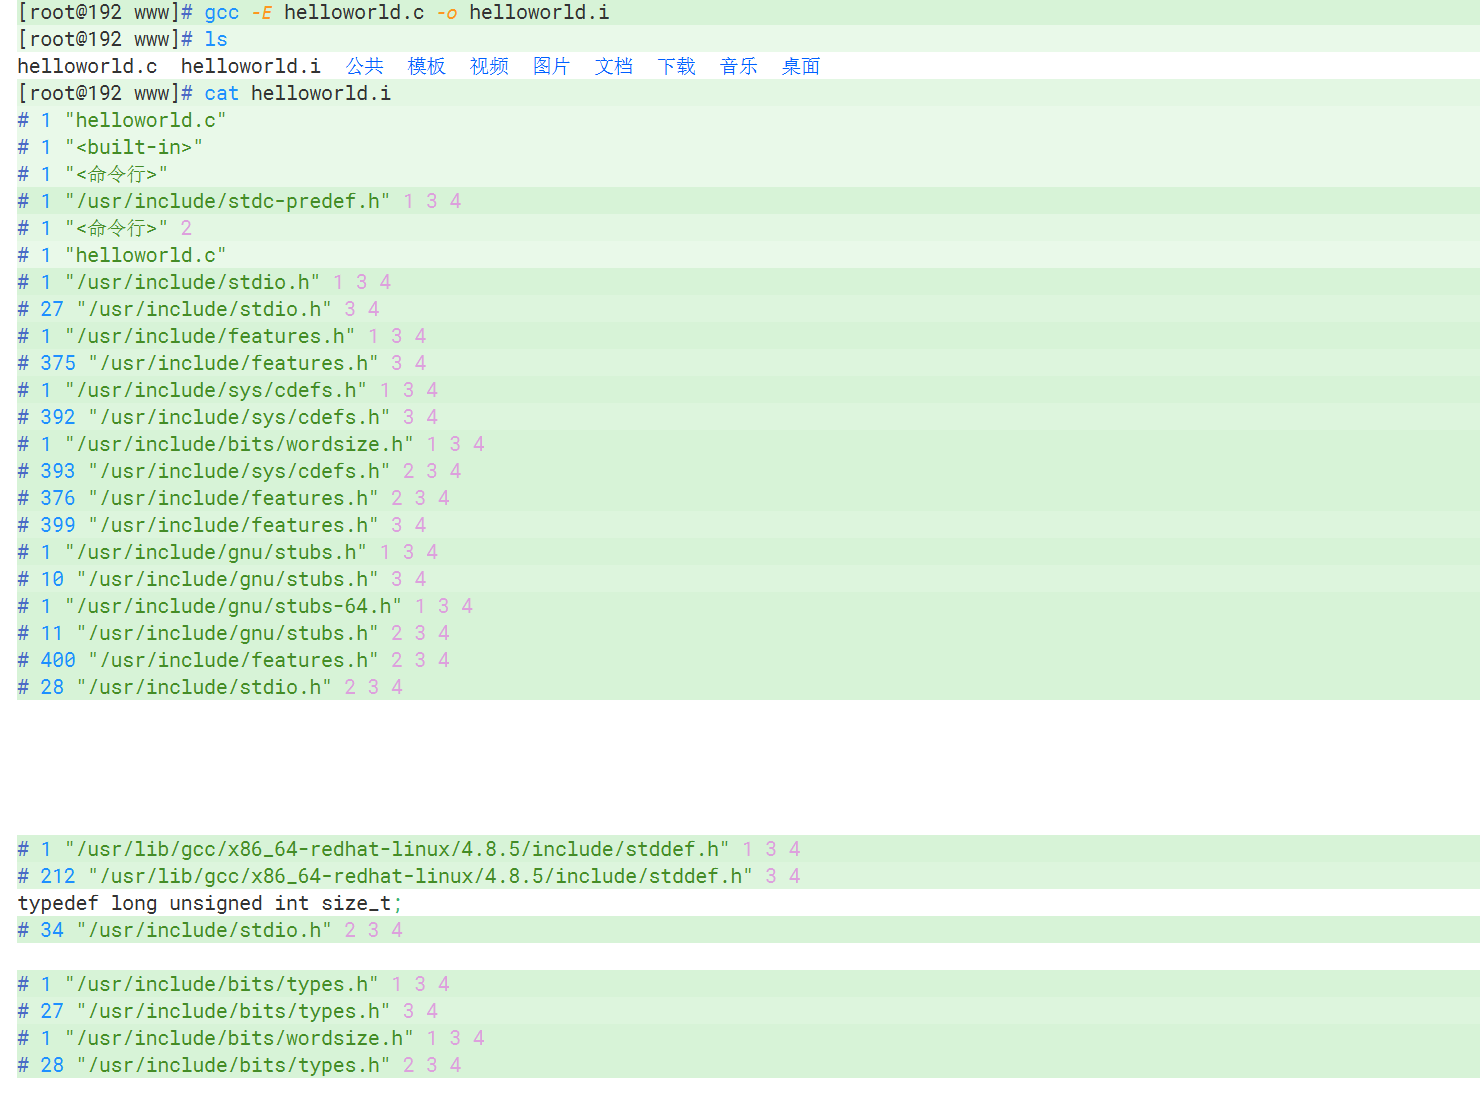 [root@192 www]# gcc -E helloworld.c -o helloworld.i
[root@192 www]# ls
helloworld.c  helloworld.i  公共  模板  视频  图片  文档  下载  音乐  桌面
[root@192 www]# cat helloworld.i
# 1 "helloworld.c"
# 1 "<built-in>"
# 1 "<命令行>"
# 1 "/usr/include/stdc-predef.h" 1 3 4
# 1 "<命令行>" 2
# 1 "helloworld.c"
# 1 "/usr/include/stdio.h" 1 3 4
# 27 "/usr/include/stdio.h" 3 4
# 1 "/usr/include/features.h" 1 3 4
# 375 "/usr/include/features.h" 3 4
# 1 "/usr/include/sys/cdefs.h" 1 3 4
# 392 "/usr/include/sys/cdefs.h" 3 4
# 1 "/usr/include/bits/wordsize.h" 1 3 4
# 393 "/usr/include/sys/cdefs.h" 2 3 4
# 376 "/usr/include/features.h" 2 3 4
# 399 "/usr/include/features.h" 3 4
# 1 "/usr/include/gnu/stubs.h" 1 3 4
# 10 "/usr/include/gnu/stubs.h" 3 4
# 1 "/usr/include/gnu/stubs-64.h" 1 3 4
# 11 "/usr/include/gnu/stubs.h" 2 3 4
# 400 "/usr/include/features.h" 2 3 4
# 28 "/usr/include/stdio.h" 2 3 4
# 1 "/usr/lib/gcc/x86_64-redhat-linux/4.8.5/include/stddef.h" 1 3 4
# 212 "/usr/lib/gcc/x86_64-redhat-linux/4.8.5/include/stddef.h" 3 4
typedef long unsigned int size_t;
# 34 "/usr/include/stdio.h" 2 3 4
# 1 "/usr/include/bits/types.h" 1 3 4
# 27 "/usr/include/bits/types.h" 3 4
# 1 "/usr/include/bits/wordsize.h" 1 3 4
# 28 "/usr/include/bits/types.h" 2 3 4